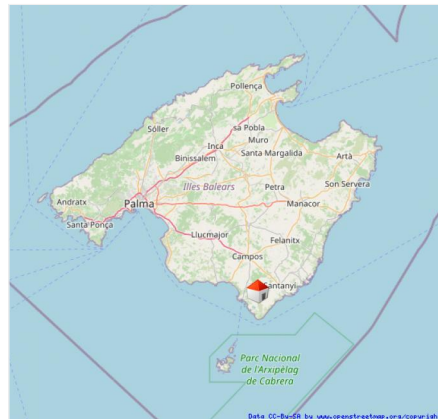 Pollença
Sóller
sa Pobla
Inca
Muro
Binissalem
Santa Margalida
Artà
Illes Balears
Petra
Son Servera
Andratx
Palma
Manacor
Santa Ponça
Llucmajor
Felanitx
Campos
Santanyí
Parc Nacional
de l'Arxipèlag
de Cabrera
Data CC-By-SA by www.openstreetmap.org/copyrigh